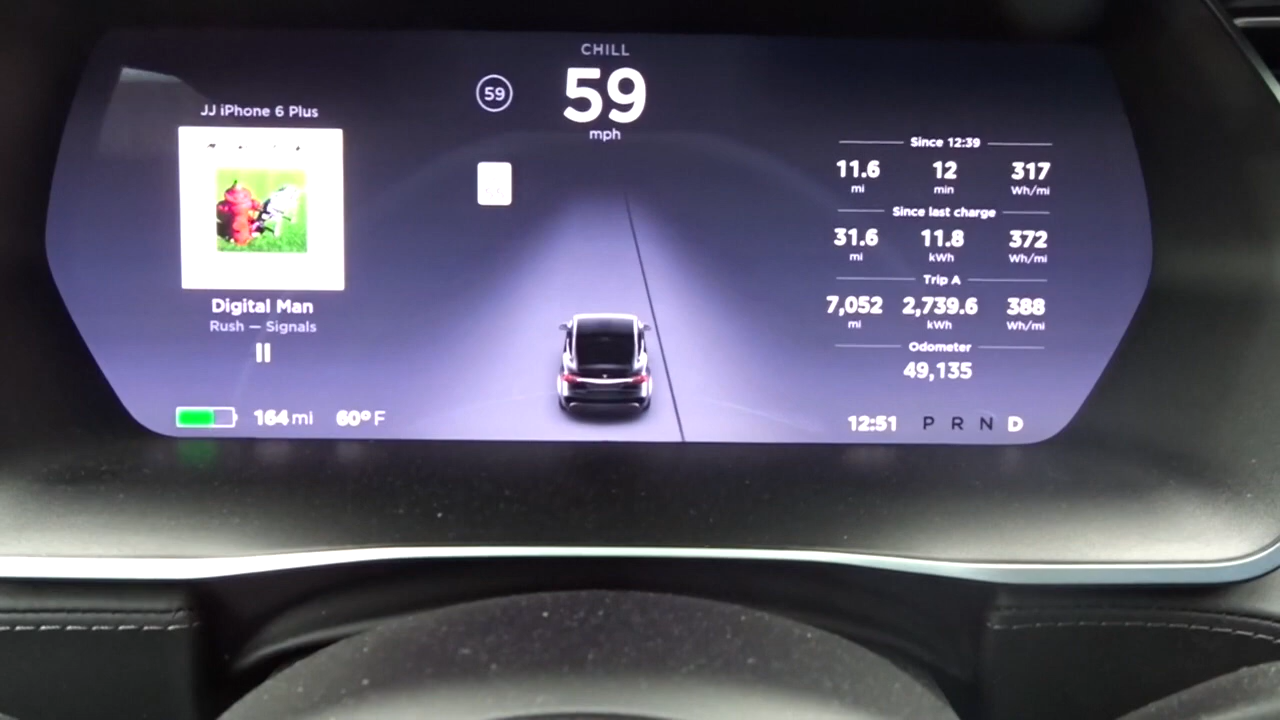 CHILL
59
59
mph
JJ iPhone 6 Plus
Digital Man
Rush — Signals
164 mi 60° F
Since 12:39
11.6 12 317
mi min Wh/mi
Since last charge
31.6 11.8 372
mi kWh Wh/mi
Trip A
7,052 2,739.6 388
mi kWh Wh/mi
Odometer
49,135
12:51 P R N D